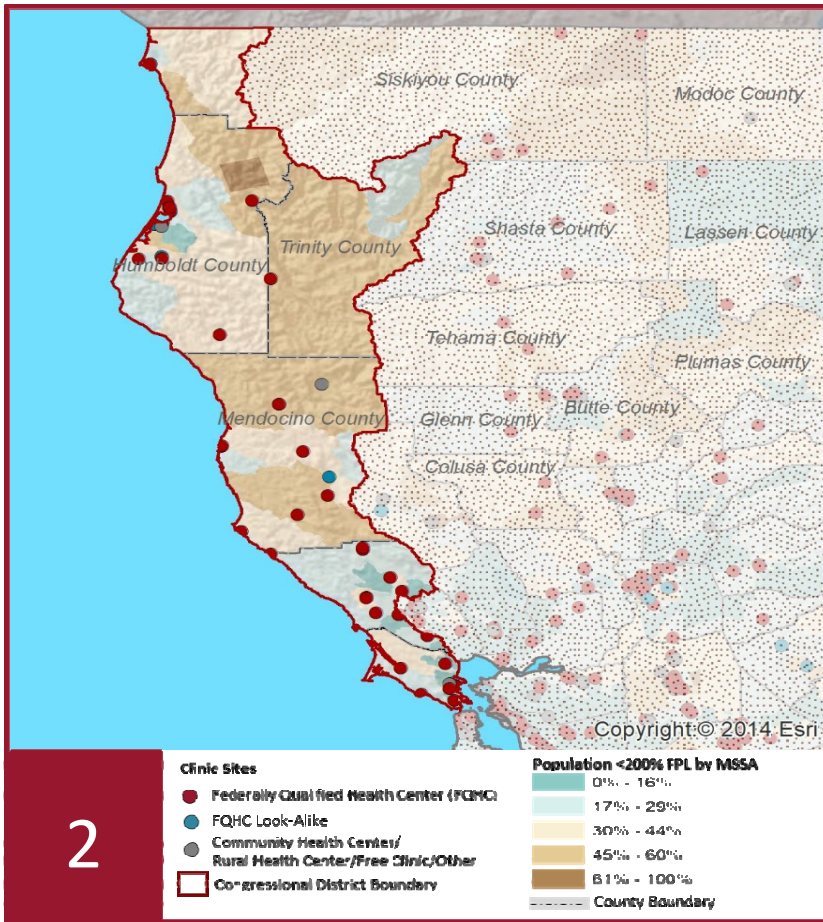 Siskiyou County
Modoc County
Shasta County
Lassen County
Trinity County
Humboldt County
Tehama County
Plumas County
Mendocino County
Glenn County
Butte County
Colusa County
Copyright:© 2014 Esri
2
Clinic Sites
Federally Qualified Health Center (FQHC)
FQHC Look-Alike
Community Health Center/
Rural Health Center/Free Clinic/Other
Congressional District Boundary
Population <200% FPL by MSSA
0% - 16%
17% - 29%
30% - 44%
45% - 60%
61% - 100%
County Boundary